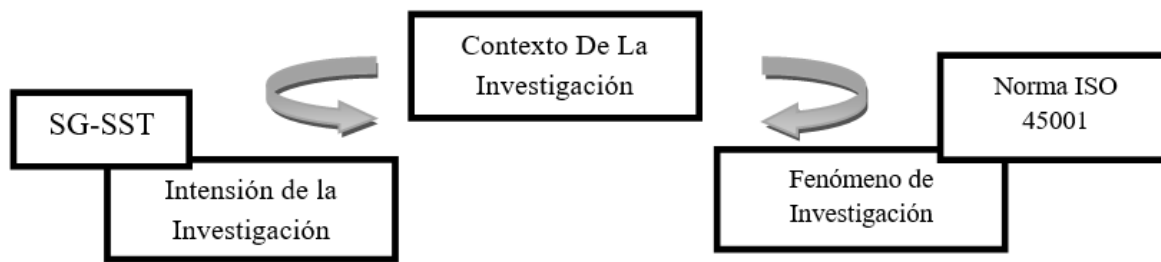 Contexto De La
Investigación
SG-SST
Intensión de la
Investigación
Norma ISO
45001
Fenómeno de
Investigación